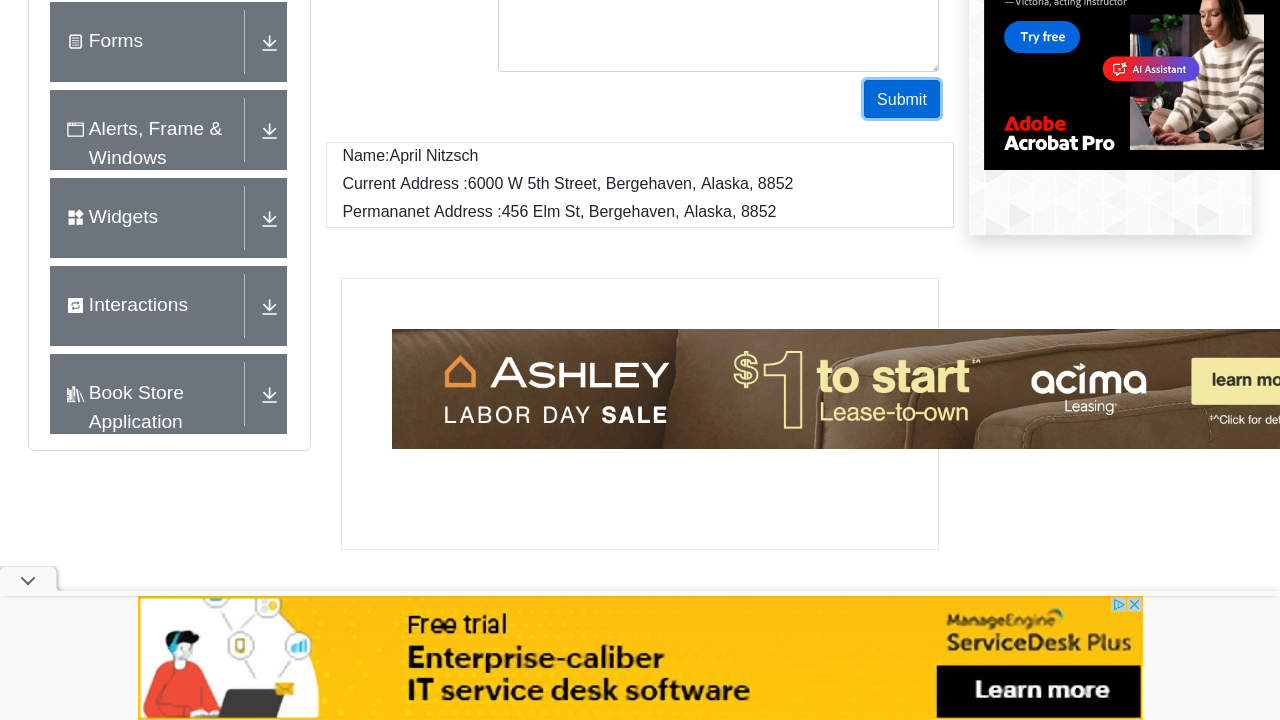 Forms
Alerts, Frame &
Windows
Widgets
Interactions
Book Store
Application
Submit
Name:April Nitzsch
Current Address :6000 W 5th Street, Bergehaven, Alaska, 8852
Permananet Address :456 Elm St, Bergehaven, Alaska, 8852
—Victoria, acting instructor
Try free
AI Assistant
Adobe
Acrobat Pro
ASHLEY
LABOR DAY SALE
$1 to start‡^
Lease-to-own
acima
Leasing
learn mo
‡^Click for det
Free trial
Enterprise-caliber
IT service desk software
ManageEngine
ServiceDesk Plus
Learn more